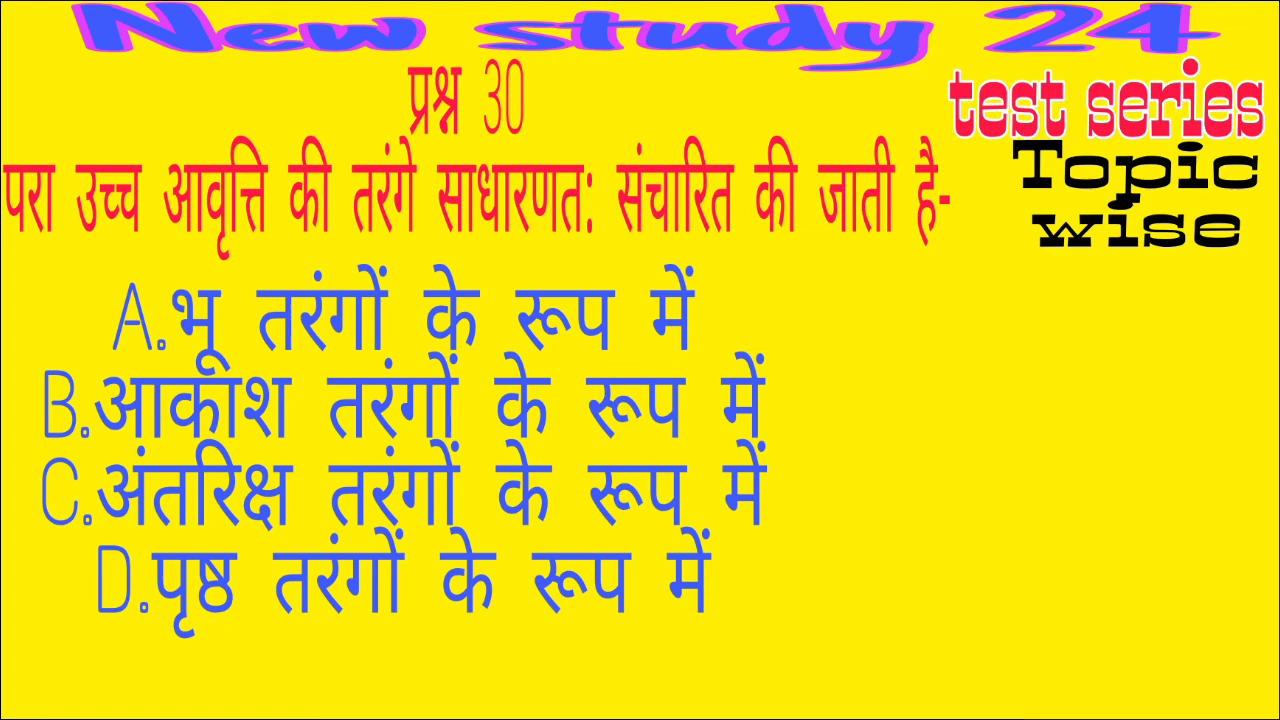 New study 24
प्रश्न 30
test series
Topic
wise
परा उच्च आवृत्ति की तरंगे साधारणत: संचारित की जाती है-
A.भू तरंगों के रूप में
B.आकाश तरंगों के रूप में
C.अंतरिक्ष तरंगों के रूप में
D.पृष्ठ तरंगों के रूप में